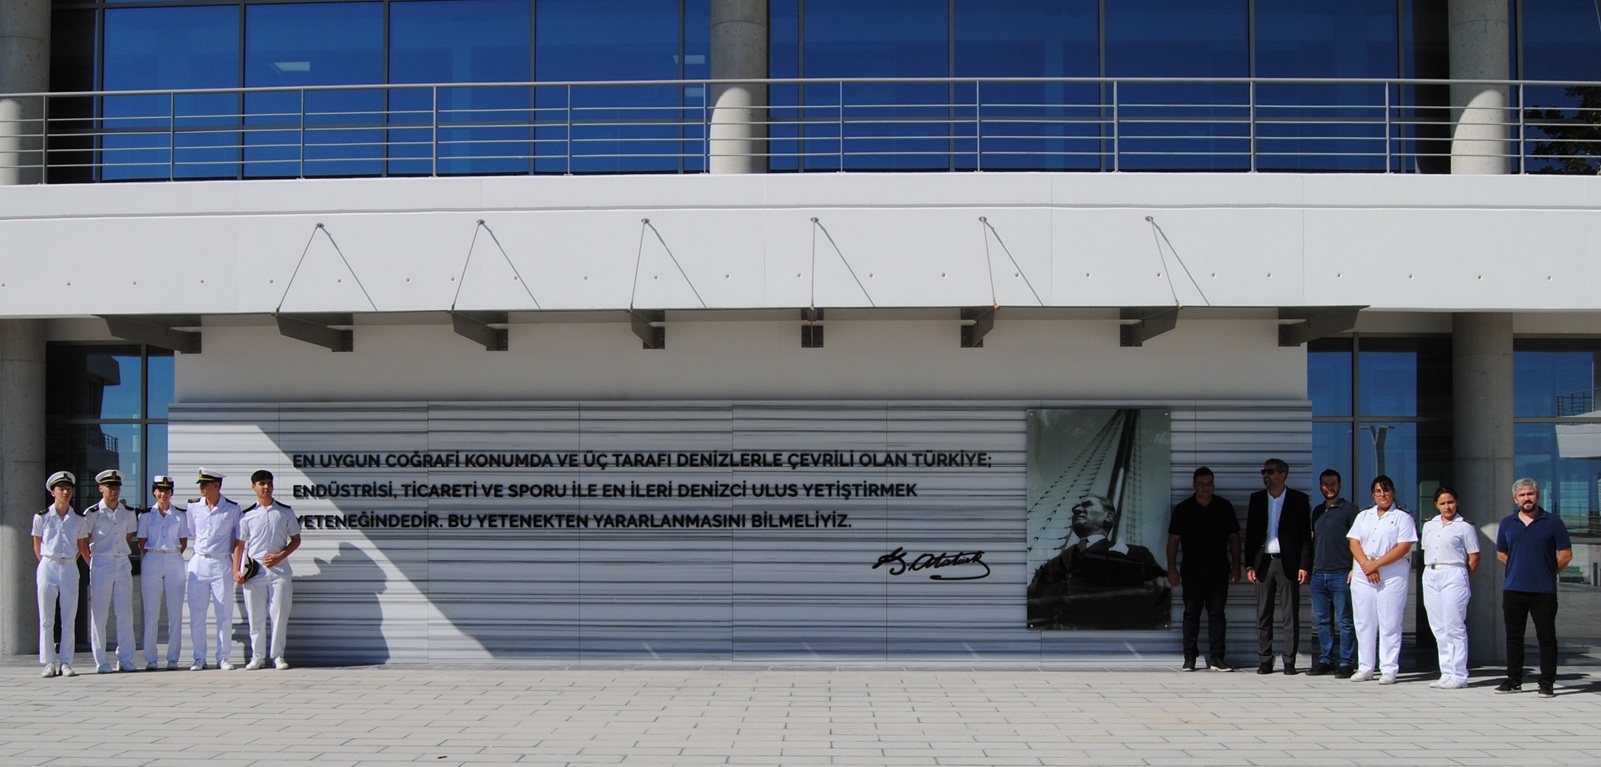 EN UYGUN COĞRAFİ KONUMDA VE ÜÇ TARAFI DENİZLERLE ÇEVRİLİ OLAN TÜRKİYE;
ENDÜSTRİSİ, TİCARETİ VE SPORU İLE EN İLERİ DENİZCİ ULUS YETİŞTİRMEK
YETENEĞİNDEDİR. BU YETENEKTEN YARARLANMASINI BİLMELİYİZ.
K. Atatürk